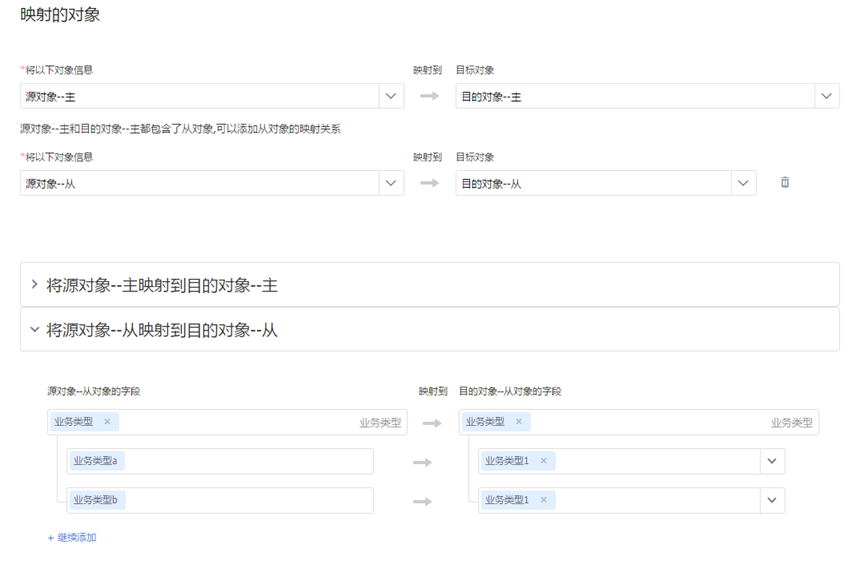 映射的对象
*将以下对象信息 映射到 目标对象
源对象--主 目的对象--主
源对象--主和目的对象--主都包含了从对象,可以添加从对象的映射关系
*将以下对象信息 映射到 目标对象
源对象--从 目的对象--从
将源对象--主映射到目的对象--主
将源对象--从映射到目的对象--从
源对象--从对象的字段 映射到 目的对象--从对象的字段
业务类型 × 业务类型 业务类型 × 业务类型
业务类型a 业务类型1 ×
业务类型b 业务类型1 ×
+ 继续添加